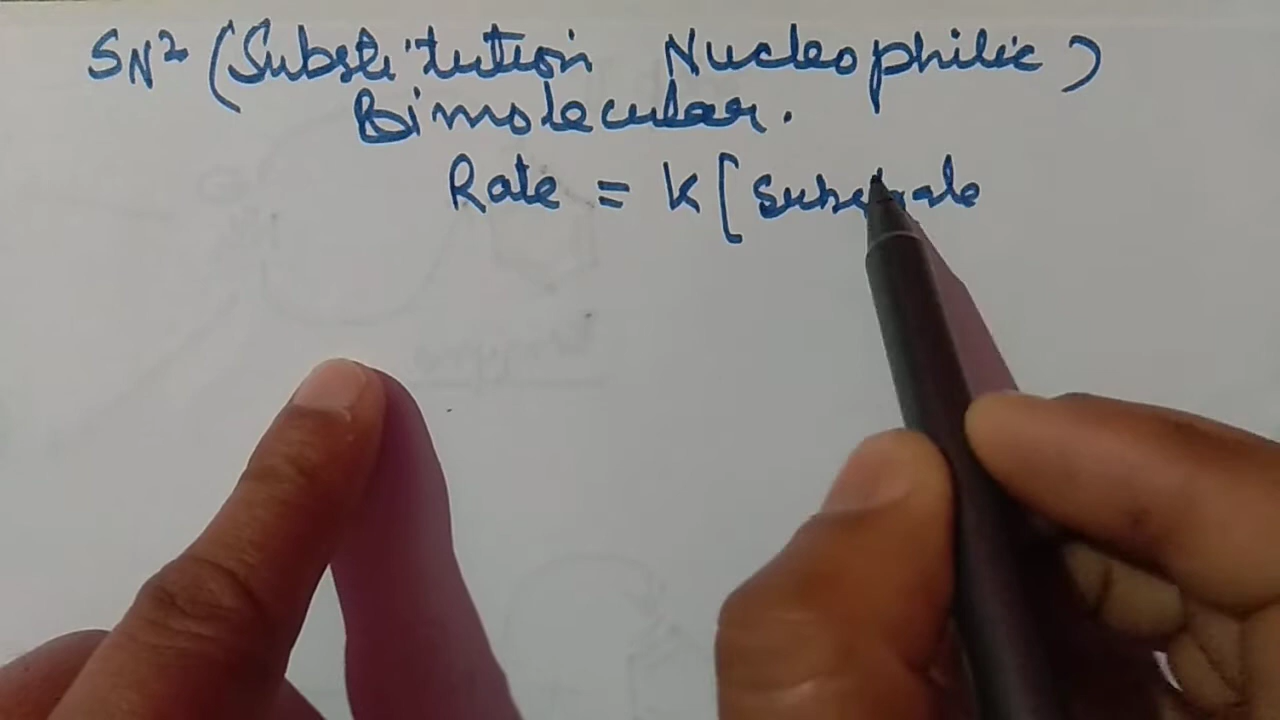 SN² (Substitution Nucleophilic)
Bimolecular.
Rate = K [Substrate